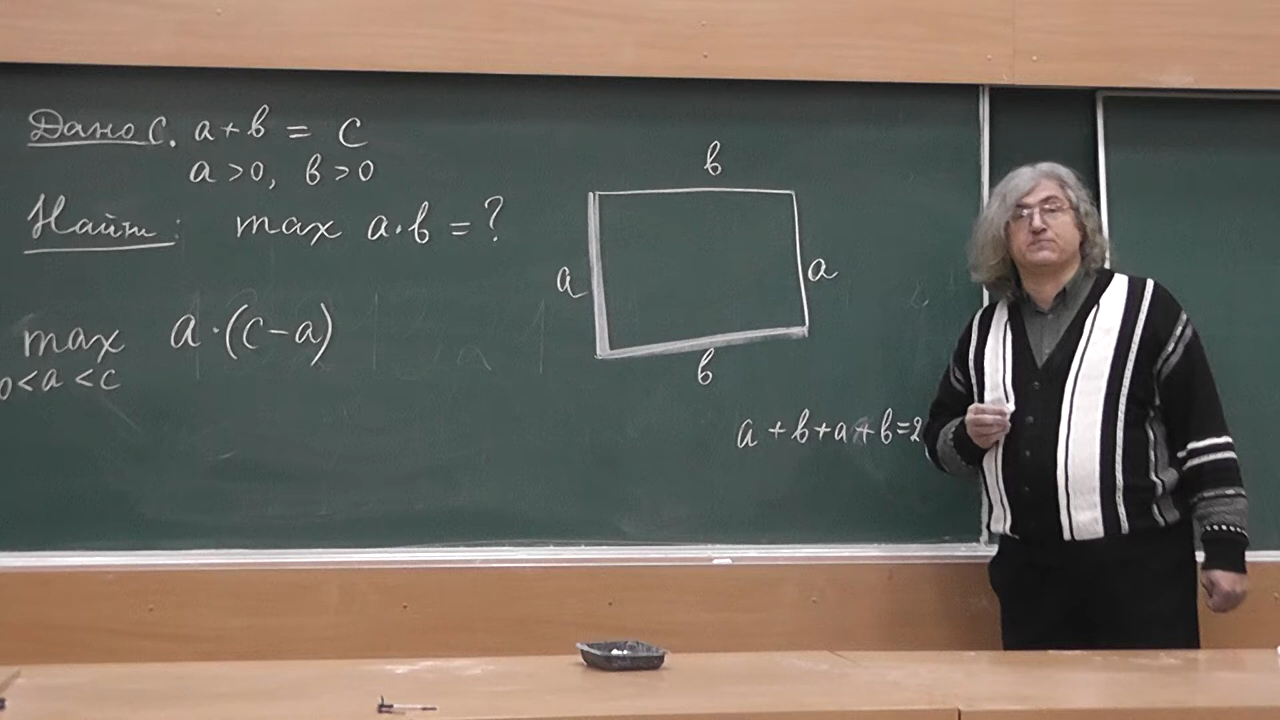 Дано C. a + b = C
a > 0, b > 0
Найти: max a · b = ?
max a · (c - a)
0 < a < c
b
a
a
b
a + b + a + b = 2